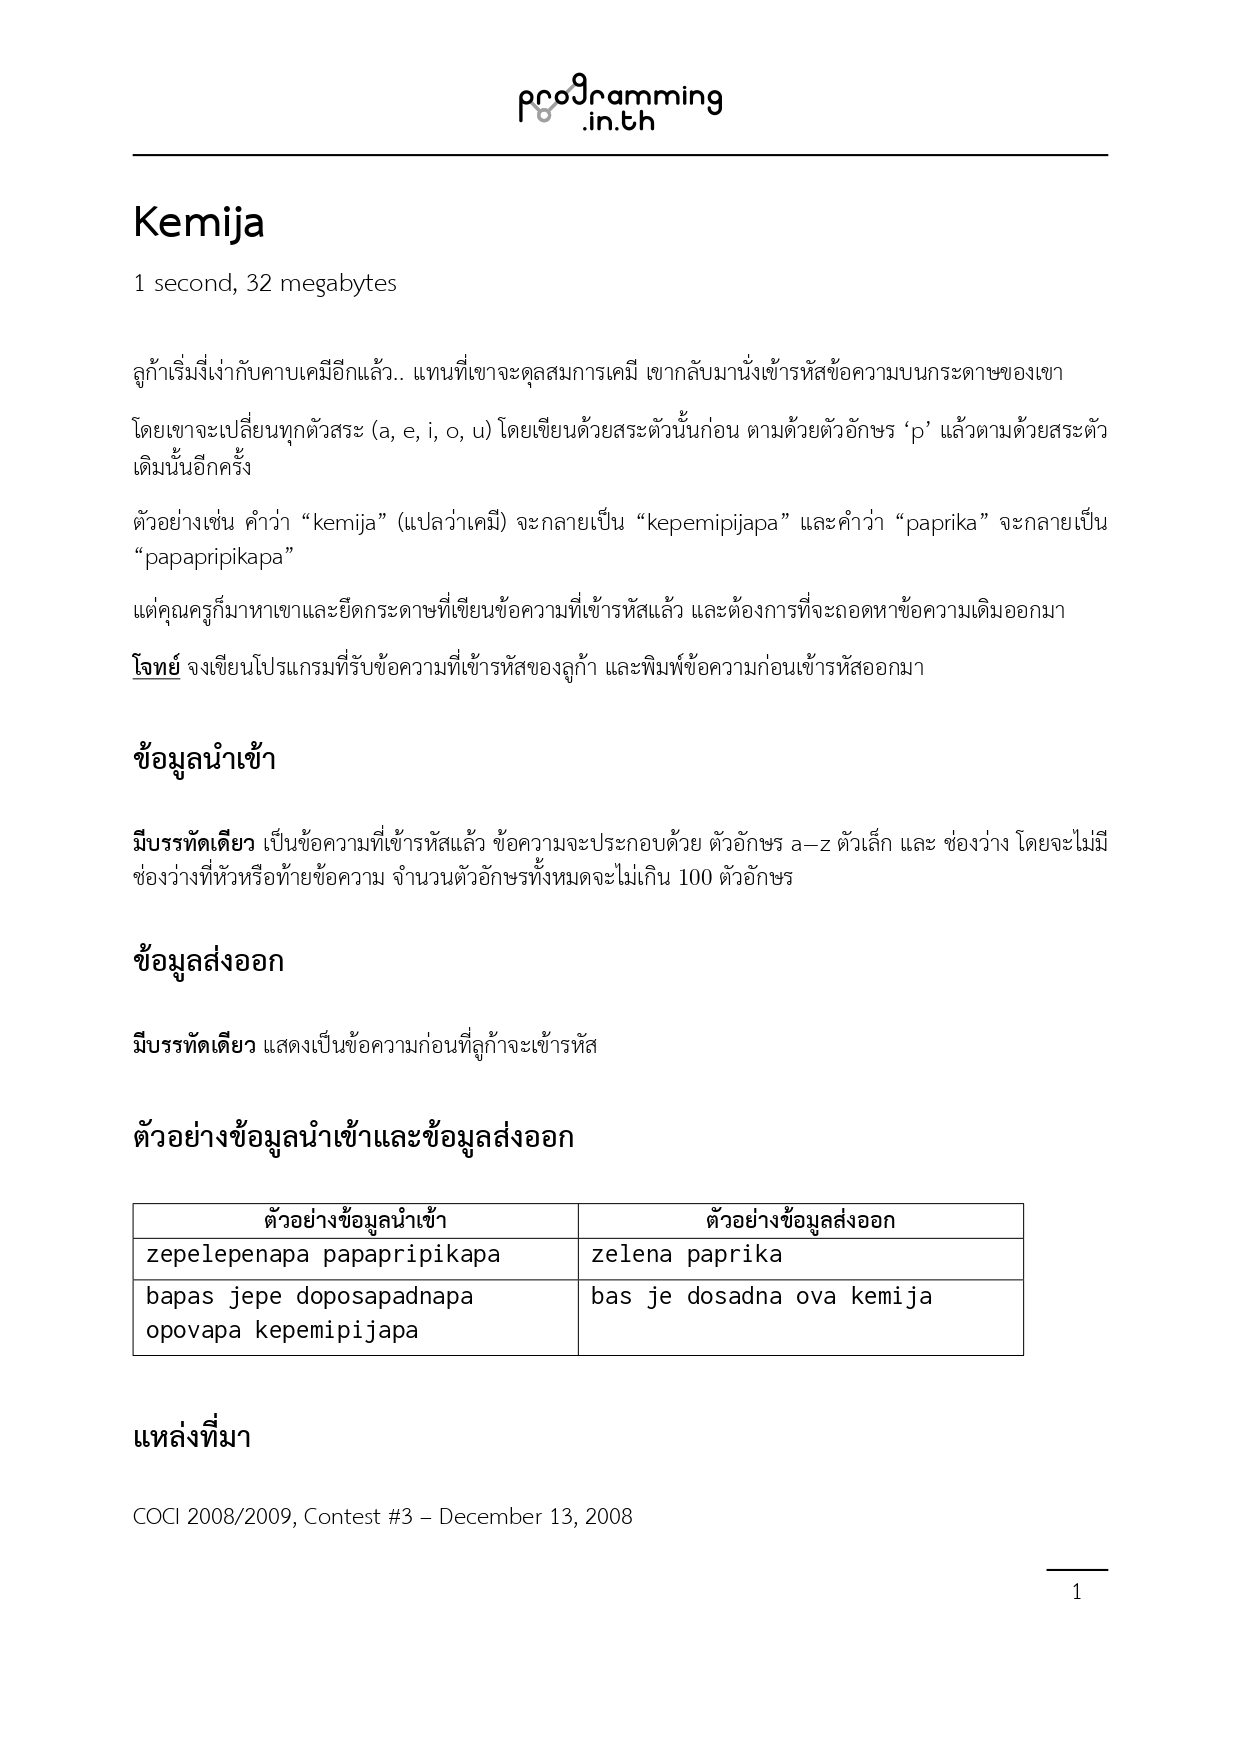 programming
.in.th
Kemija
1 second, 32 megabytes
ลูก้าเริ่มงี่เง่ากับคาบเคมีอีกแล้ว.. แทนที่เขาจะดุลสมการเคมี เขากลับมานั่งเข้ารหัสข้อความบนกระดาษของเขา
โดยเขาจะเปลี่ยนทุกตัวสระ (a, e, i, o, u) โดยเขียนด้วยสระตัวนั้นก่อน ตามด้วยตัวอักษร ‘p’ แล้วตามด้วยสระตัว
เดิมนั้นอีกครั้ง
ตัวอย่างเช่น คำว่า “kemija” (แปลว่าเคมี) จะกลายเป็น “kepemipijapa” และคำว่า “paprika” จะกลายเป็น
“papapripikapa”
แต่คุณครูก็มาหาเขาและยึดกระดาษที่เขียนข้อความที่เข้ารหัสแล้ว และต้องการที่จะถอดหาข้อความเดิมออกมา
โจทย์ จงเขียนโปรแกรมที่รับข้อความที่เข้ารหัสของลูก้า และพิมพ์ข้อความก่อนเข้ารหัสออกมา
ข้อมูลนำเข้า
มีบรรทัดเดียว เป็นข้อความที่เข้ารหัสแล้ว ข้อความจะประกอบด้วย ตัวอักษร a–z ตัวเล็ก และ ช่องว่าง โดยจะไม่มี
ช่องว่างที่หัวหรือท้ายข้อความ จำนวนตัวอักษรทั้งหมดจะไม่เกิน 100 ตัวอักษร
ข้อมูลส่งออก
มีบรรทัดเดียว แสดงเป็นข้อความก่อนที่ลูก้าจะเข้ารหัส
ตัวอย่างข้อมูลนำเข้าและข้อมูลส่งออก
ตัวอย่างข้อมูลนำเข้า ตัวอย่างข้อมูลส่งออก
zepelepenapa papapripikapa zelena paprika
bapas jepe doposapadnapa bas je dosadna ova kemija
opovapa kepemipijapa
แหล่งที่มา
COCI 2008/2009, Contest #3 – December 13, 2008
1